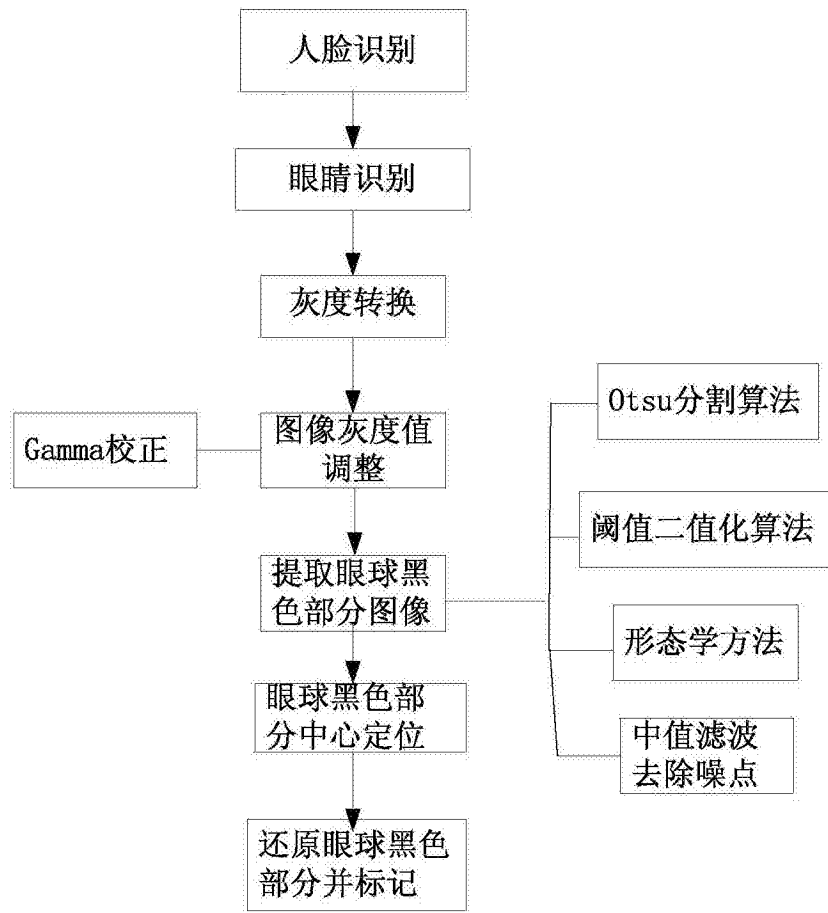 人脸识别
眼睛识别
灰度转换
Otsu分割算法
Gamma校正
图像灰度值
调整
阈值二值化算法
提取眼球黑
色部分图像
形态学方法
眼球黑色部
分中心定位
中值滤波
去除噪点
还原眼球黑色
部分并标记